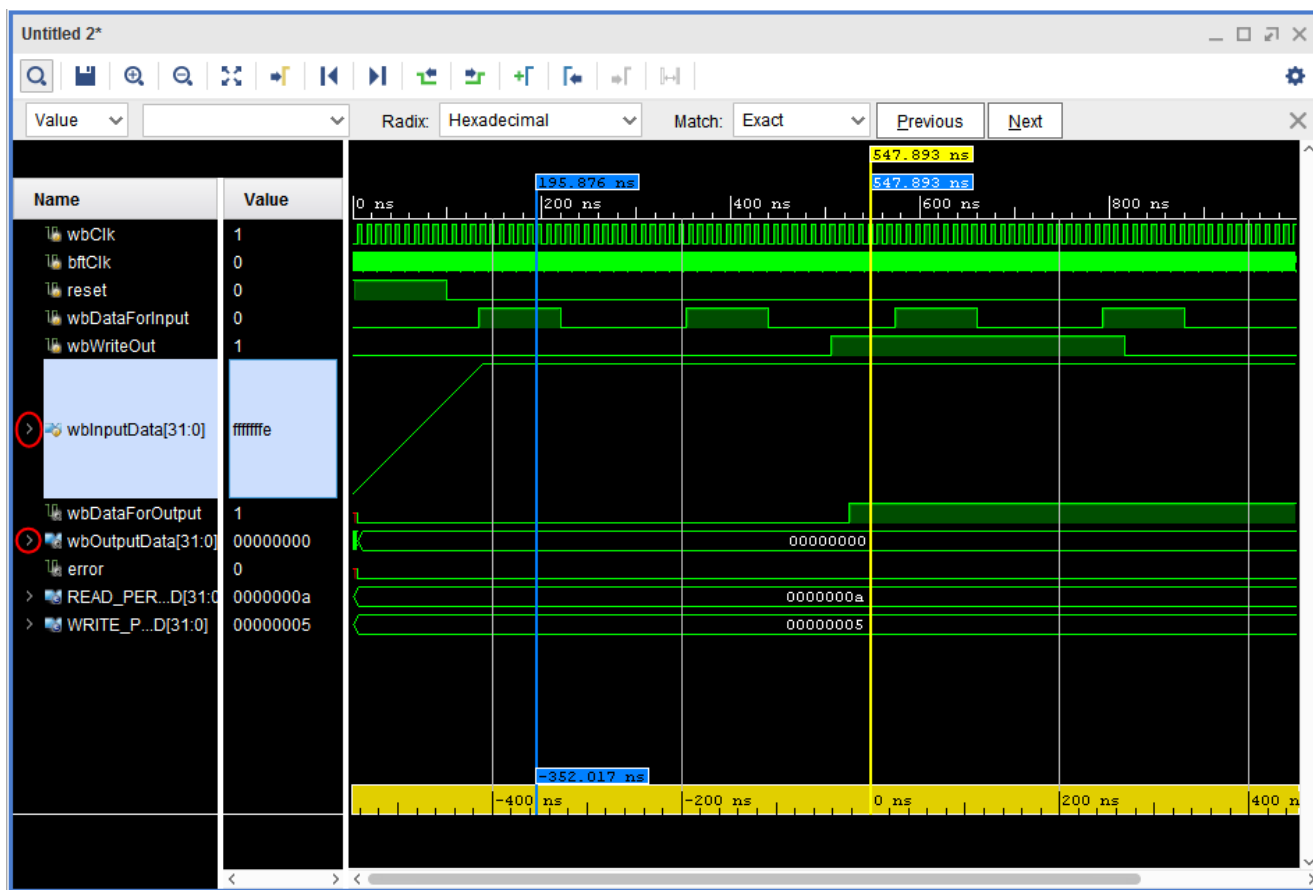 Untitled 2*
Value Radix: Hexadecimal Match: Exact Previous Next
547.893 ns
195.876 ns 547.893 ns
Name Value 0 ns 200 ns 400 ns 600 ns 800 ns
wbClk 1
bftClk 0
reset 0
wbDataForInput 0
wbWriteOut 1
wbInputData[31:0] fffffffe
wbDataForOutput 1
wbOutputData[31:0] 00000000 00000000
error 0
READ_PER...D[31:0 0000000a 0000000a
WRITE_P...D[31:0] 00000005 00000005
-352.017 ns
-400 ns -200 ns 0 ns 200 ns 400 n